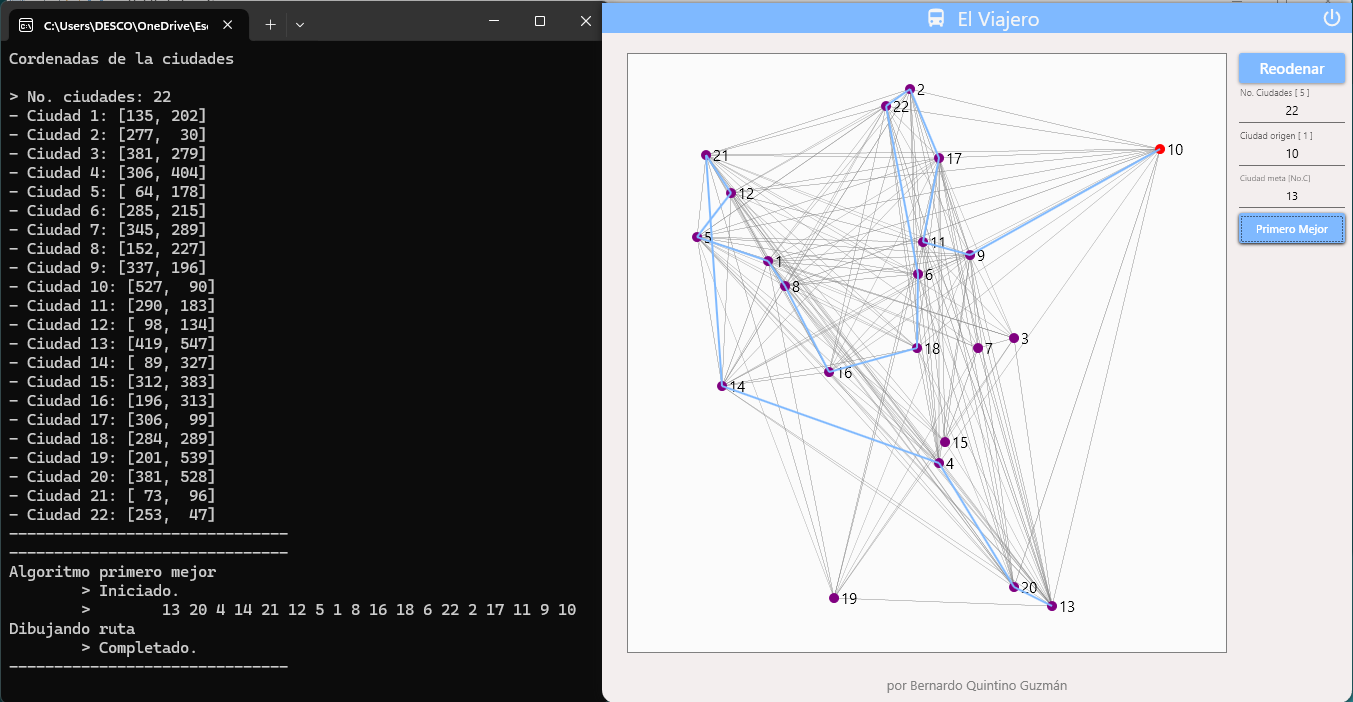 C:\Users\DESCO\OneDrive\Esc
Cordenadas de la ciudades
> No. ciudades: 22
- Ciudad 1: [135, 202]
- Ciudad 2: [277,  30]
- Ciudad 3: [381, 279]
- Ciudad 4: [306, 404]
- Ciudad 5: [ 64, 178]
- Ciudad 6: [285, 215]
- Ciudad 7: [345, 289]
- Ciudad 8: [152, 227]
- Ciudad 9: [337, 196]
- Ciudad 10: [527,  90]
- Ciudad 11: [290, 183]
- Ciudad 12: [ 98, 134]
- Ciudad 13: [419, 547]
- Ciudad 14: [ 89, 327]
- Ciudad 15: [312, 383]
- Ciudad 16: [196, 313]
- Ciudad 17: [306,  99]
- Ciudad 18: [284, 289]
- Ciudad 19: [201, 539]
- Ciudad 20: [381, 528]
- Ciudad 21: [ 73,  96]
- Ciudad 22: [253,  47]
-------------------------------
-------------------------------
Algoritmo primero mejor
> Iniciado.
> 13 20 4 14 21 12 5 1 8 16 18 6 22 2 17 11 9 10
Dibujando ruta
> Completado.
-------------------------------
El Viajero
2
22
21
17
10
12
5
11
1
9
6
8
3
18
7
16
14
15
4
20
19
13
Reodenar
No. Ciudades [ 5 ]
22
Ciudad origen [ 1 ]
10
Ciudad meta [No.C]
13
Primero Mejor
por Bernardo Quintino Guzmán